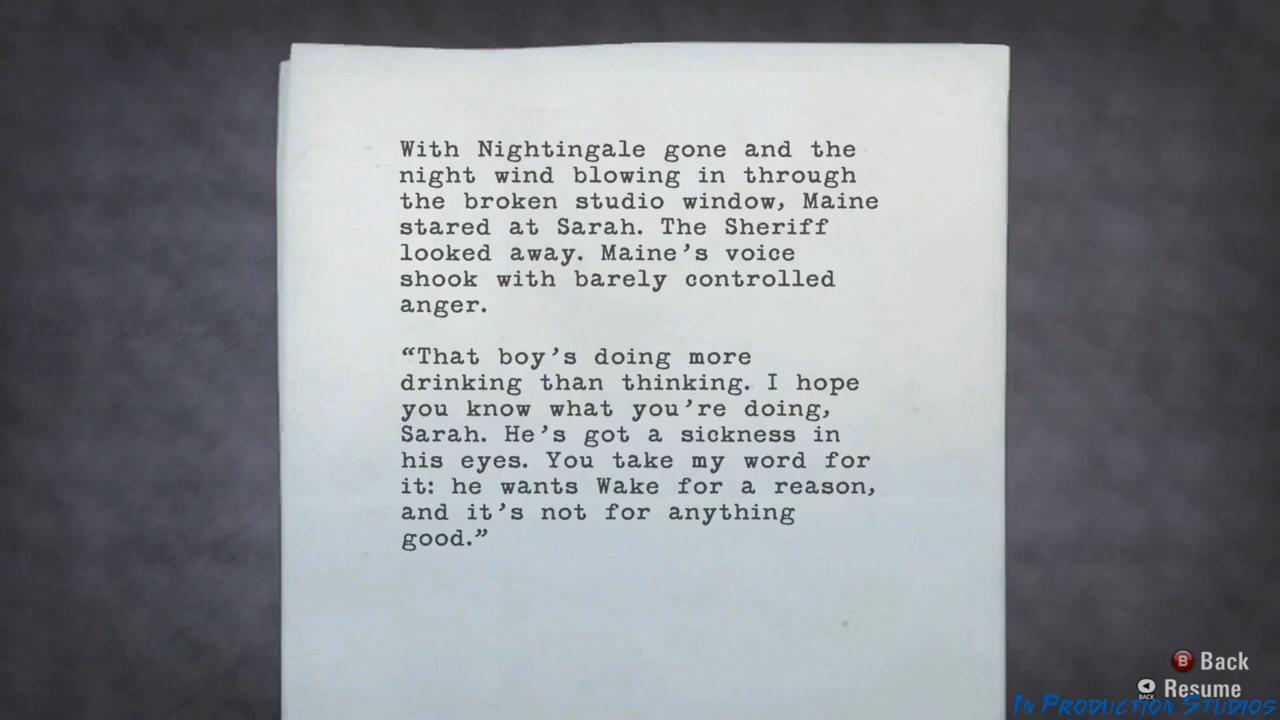 With Nightingale gone and the
night wind blowing in through
the broken studio window, Maine
stared at Sarah. The Sheriff
looked away. Maine’s voice
shook with barely controlled
anger.
“That boy’s doing more
drinking than thinking. I hope
you know what you’re doing,
Sarah. He’s got a sickness in
his eyes. You take my word for
it: he wants Wake for a reason,
and it’s not for anything
good.”
B Back
BACK Resume
In Production Studios